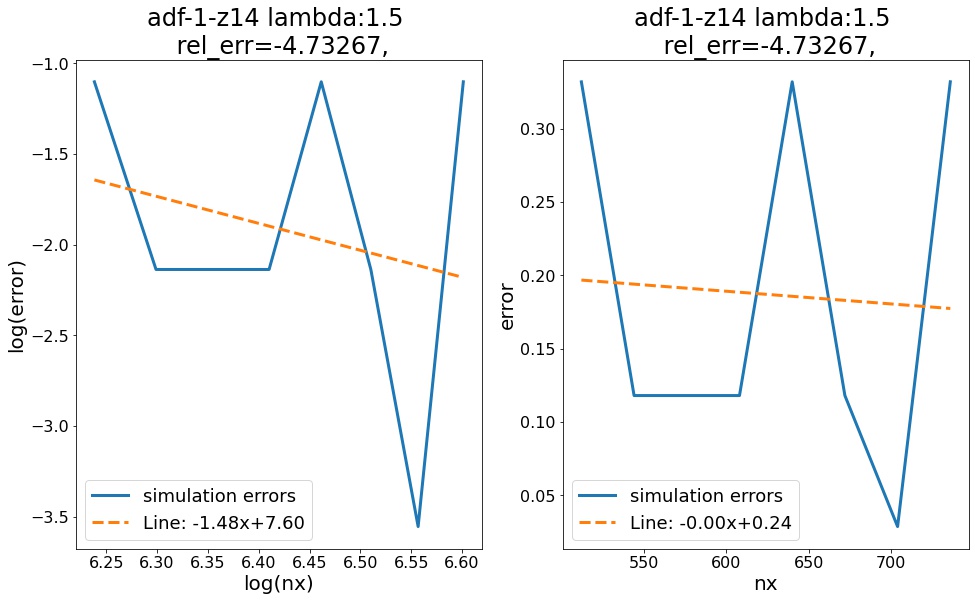 adf-1-z14 lambda:1.5
rel_err=-4.73267,
−1.0
−1.5
−2.0
−2.5
−3.0
−3.5
log(error)
simulation errors
Line: -1.48x+7.60
6.25 6.30 6.35 6.40 6.45 6.50 6.55 6.60
log(nx)
adf-1-z14 lambda:1.5
rel_err=-4.73267,
0.30
0.25
0.20
0.15
0.10
0.05
error
simulation errors
Line: -0.00x+0.24
550 600 650 700
nx